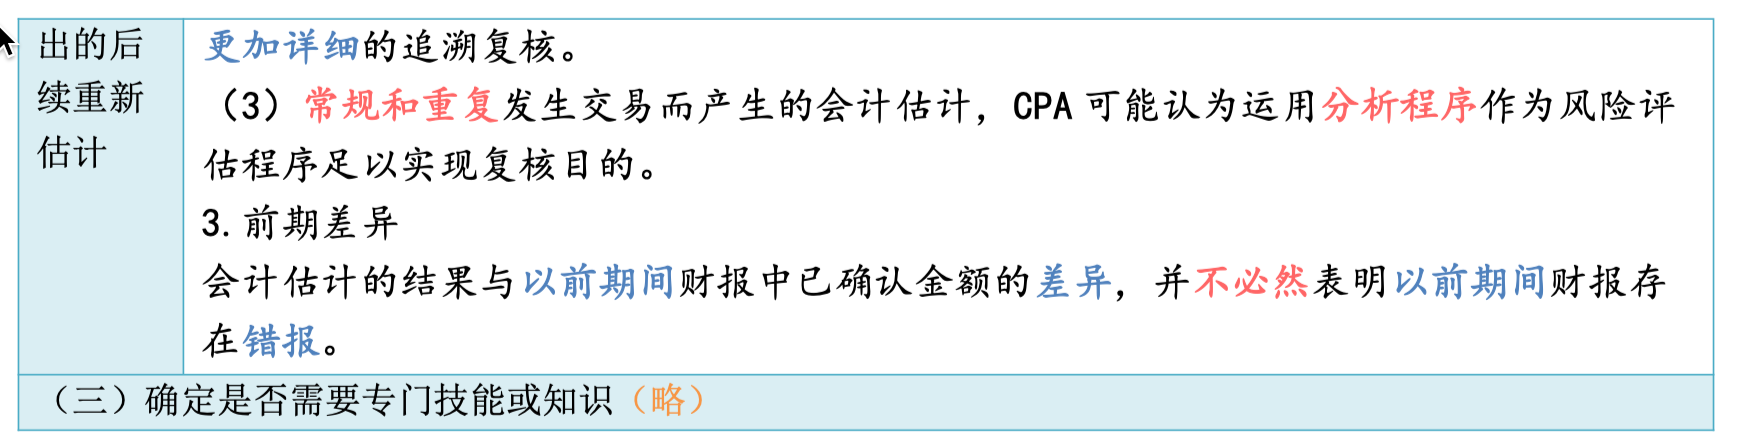 出的后
续重新
估计
更加详细的追溯复核。
（3）常规和重复发生交易而产生的会计估计，CPA 可能认为运用分析程序作为风险评
估程序足以实现复核目的。
3. 前期差异
会计估计的结果与以前期间财报中已确认金额的差异，并不必然表明以前期间财报存
在错报。
（三）确定是否需要专门技能或知识（略）